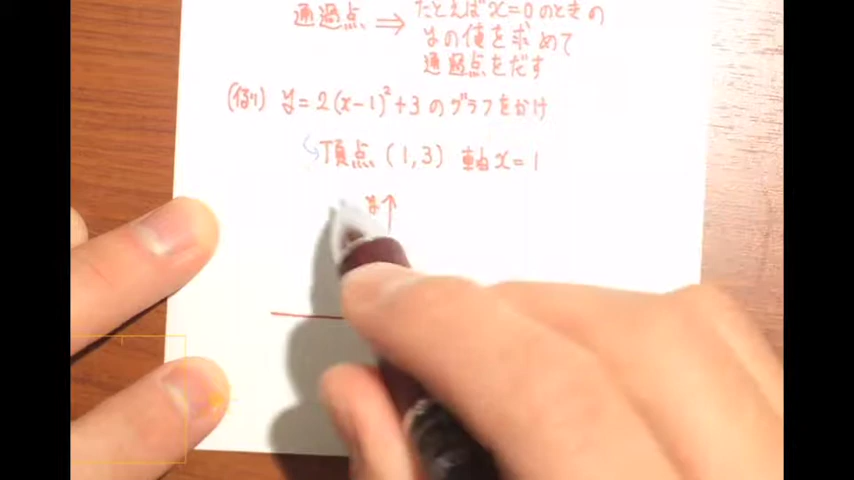 通過点 ⇒ たとえばx=0のときの
yの値を求めて
通過点をだす
(例) y=2(x-1)²+3のグラフをかけ
頂点(1,3) 軸x=1
y